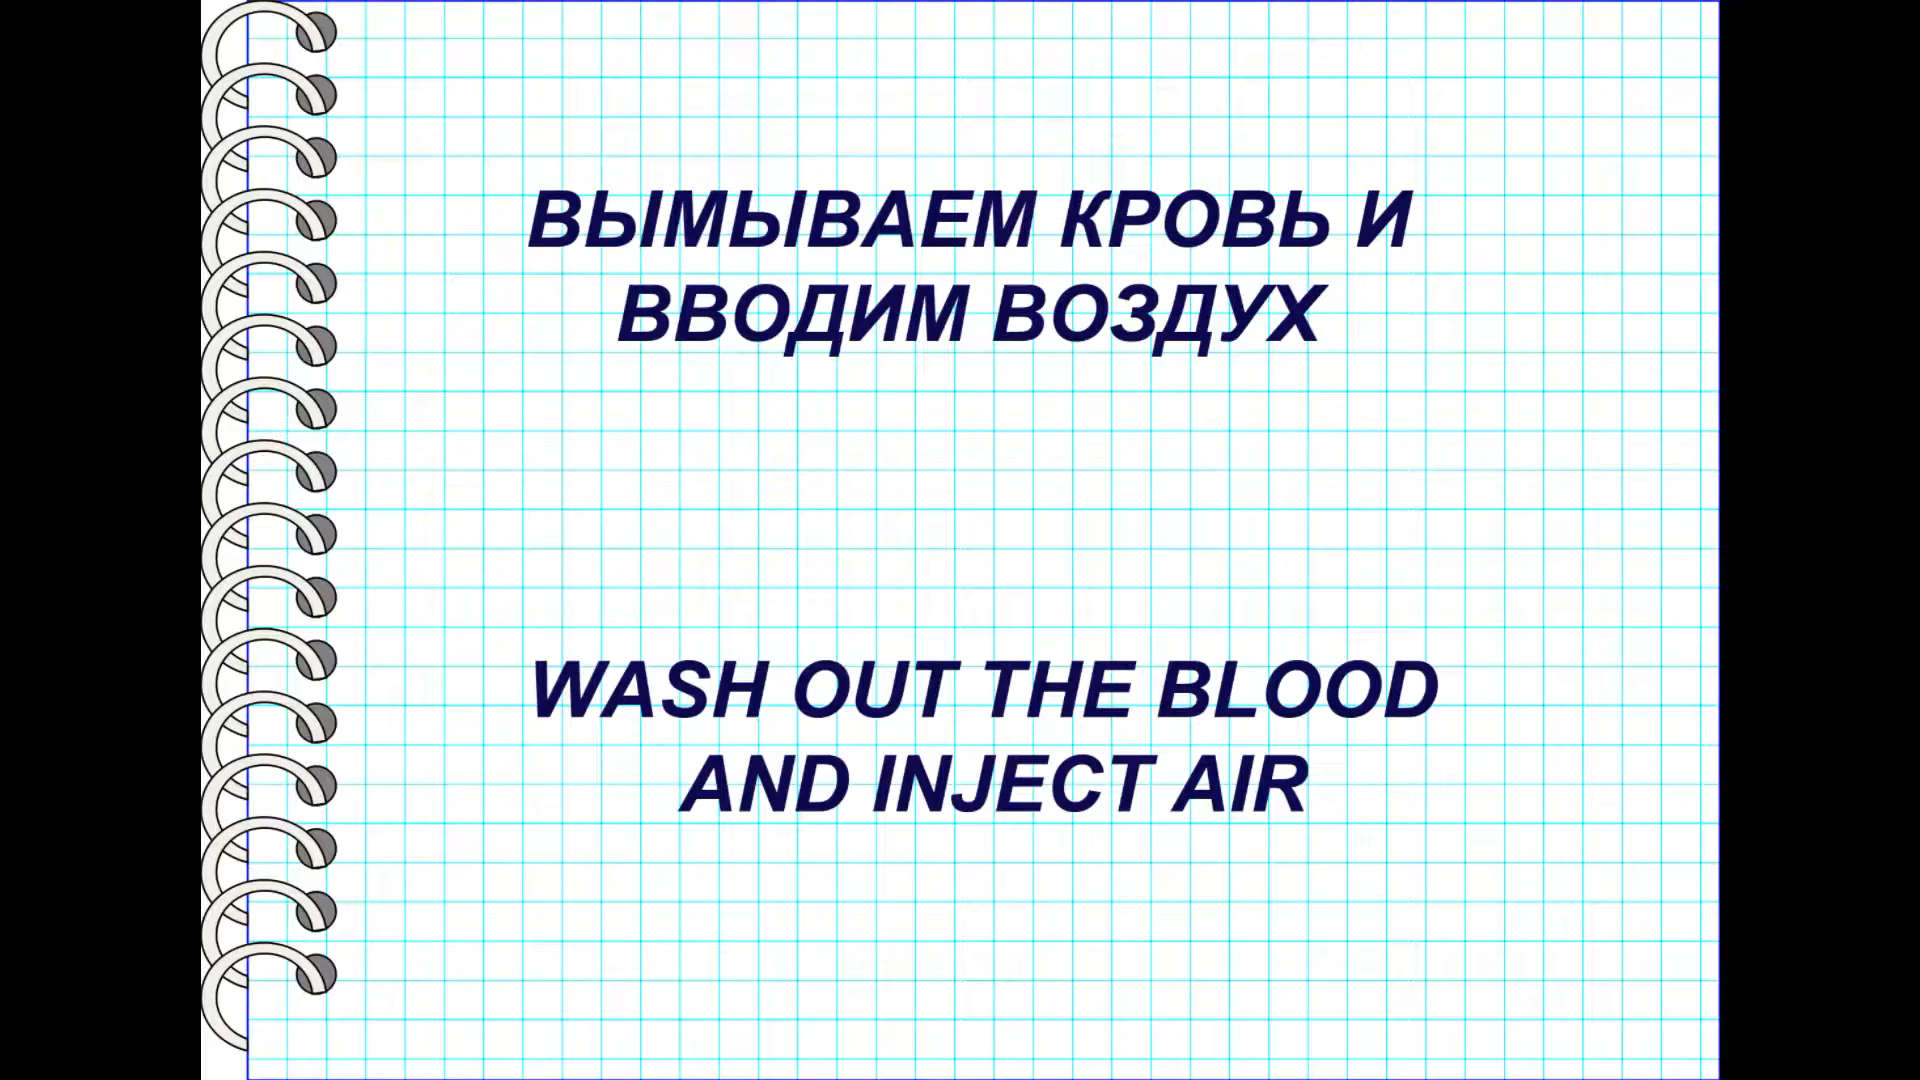 ВЫМЫВАЕМ КРОВЬ И
ВВОДИМ ВОЗДУХ
WASH OUT THE BLOOD
AND INJECT AIR